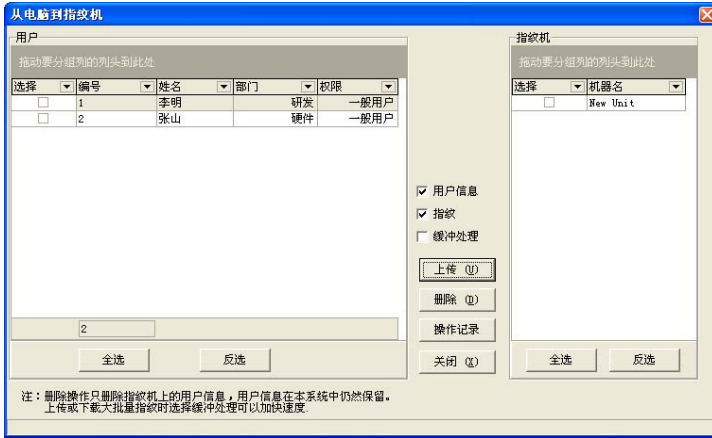 从电脑到指纹机
用户
拖动要分组列的列头到此处
选择 编号 姓名 部门 权限
1 李明 研发 一般用户
2 张山 硬件 一般用户
2
全选 反选
用户信息
指纹
缓冲处理
上传 (U)
删除 (D)
操作记录
关闭 (X)
指纹机
拖动要分组列的列头到此处
选择 机器名
New Unit
全选 反选
注：删除操作只删除指纹机上的用户信息，用户信息在本系统中仍然保留。
上传或下载大批量指纹时选择缓冲处理可以加快速度.